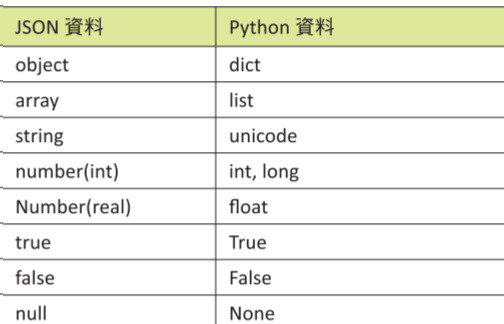 JSON 資料 Python 資料
object dict
array list
string unicode
number(int) int, long
Number(real) float
true True
false False
null None